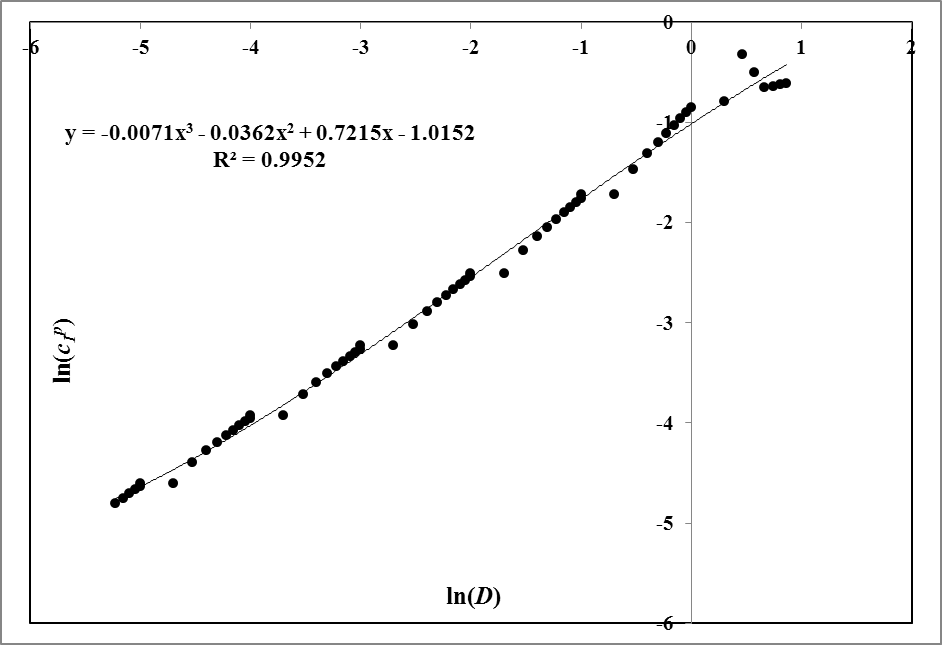 0
-6 -5 -4 -3 -2 -1 0 1 2
y = -0.0071x³ - 0.0362x² + 0.7215x - 1.0152
R² = 0.9952
-1
-2
-3
ln(c₁ᵖ)
-4
-5
ln(D)
-6